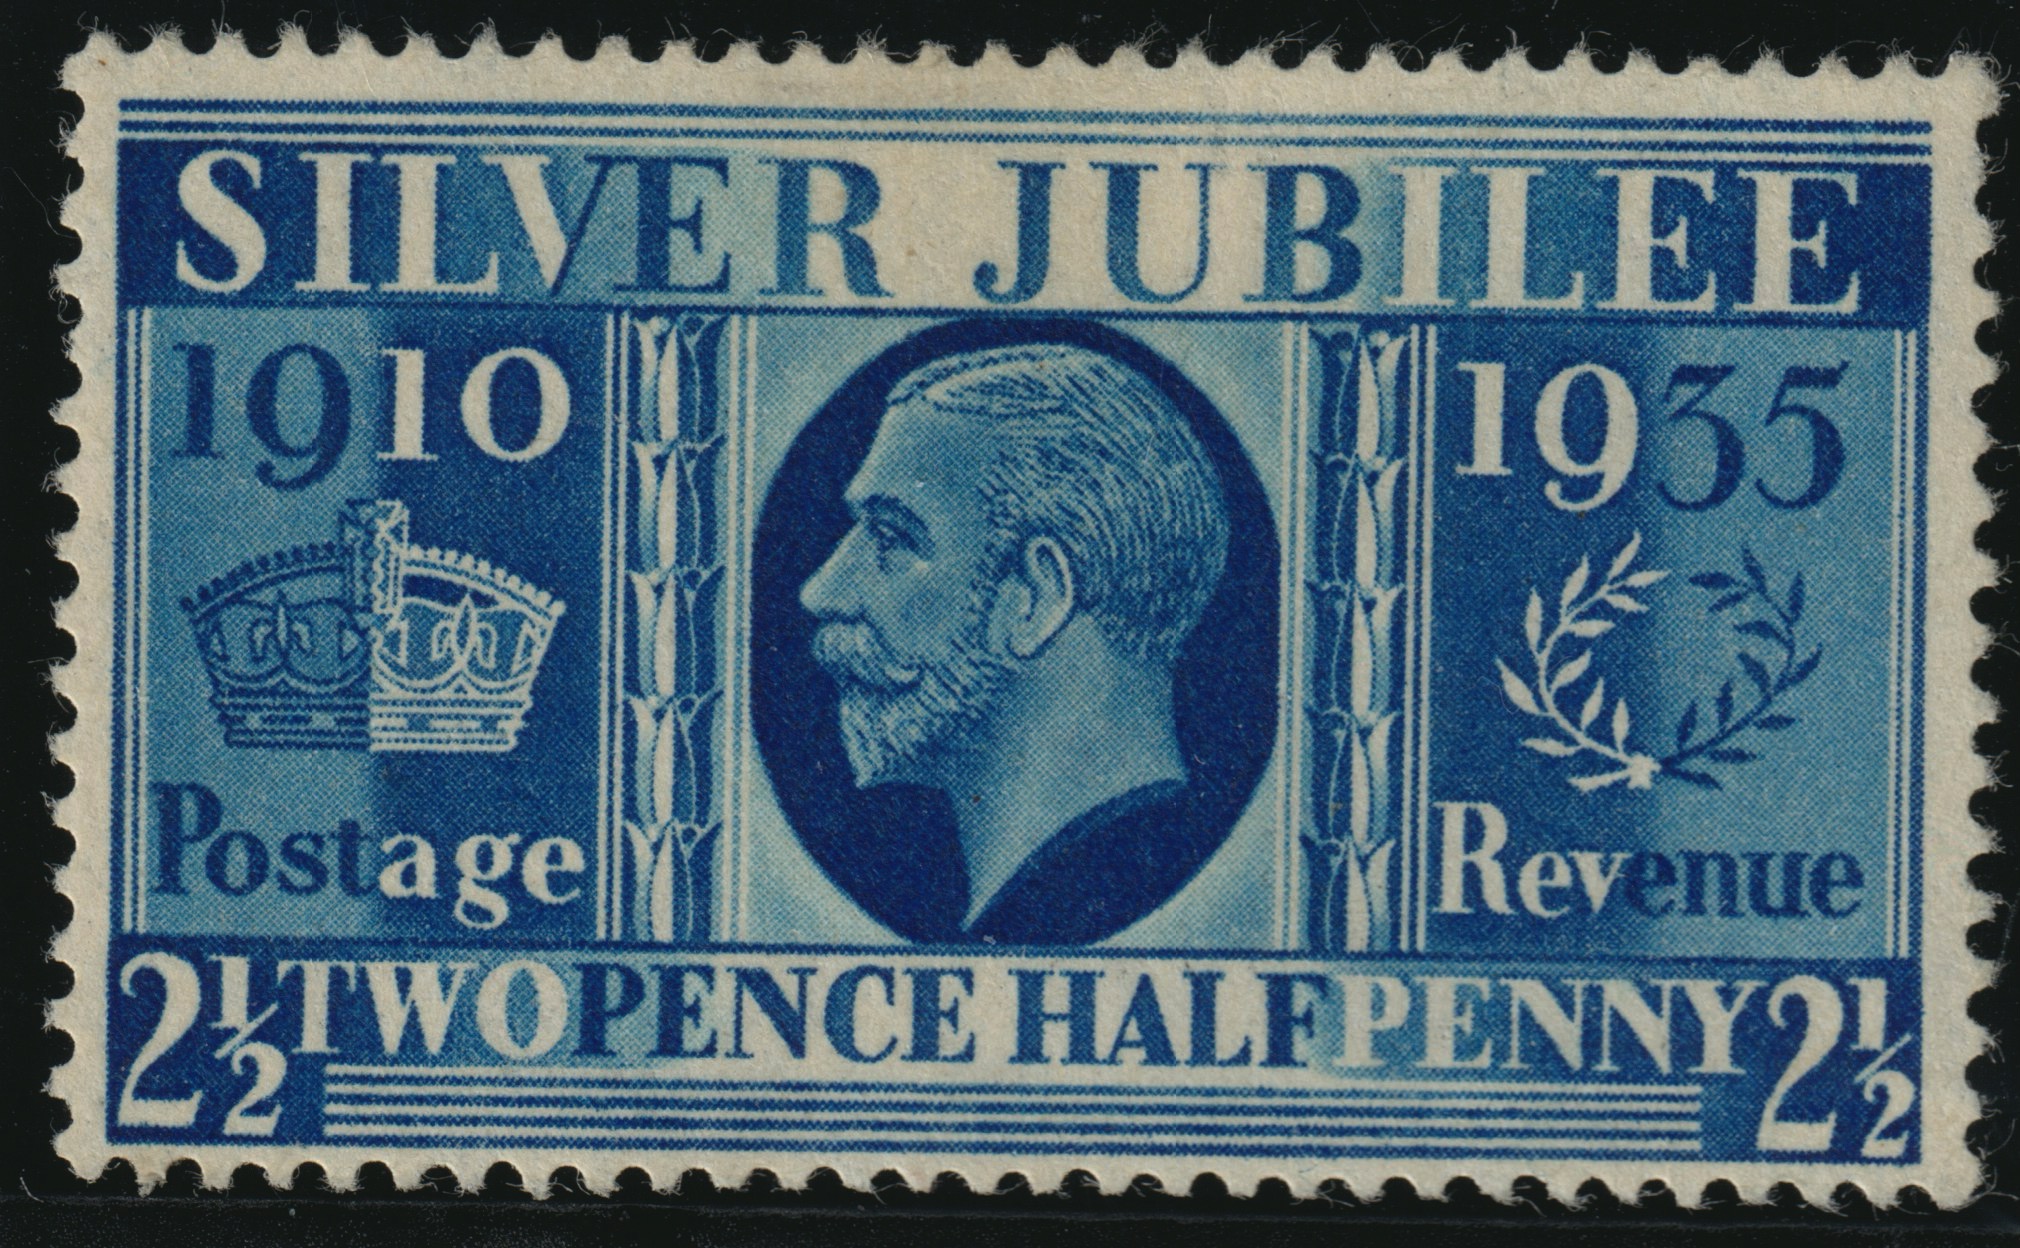 SILVER JUBILEE
1910 1935
Postage Revenue
2½ TWOPENCE HALFPENNY 2½